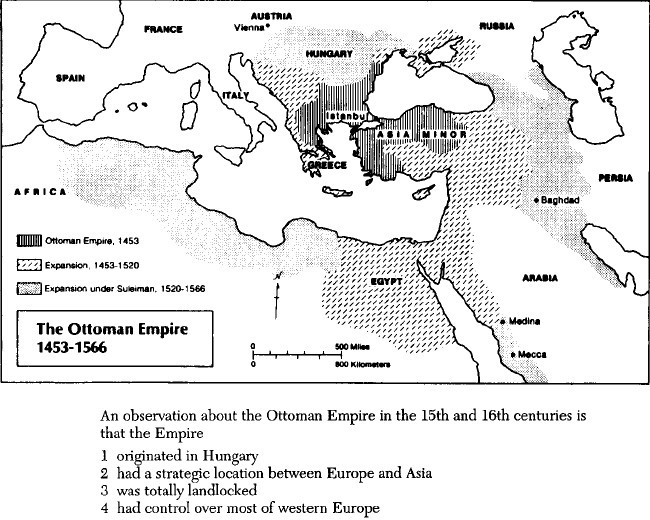 AUSTRIA
FRANCE
Vienna
RUSSIA
HUNGARY
SPAIN
ITALY
Istanbul
ASIA MINOR
GREECE
AFRICA
PERSIA
Baghdad
Ottoman Empire, 1453
Expansion, 1453-1520
Expansion under Suleiman, 1520-1566
N
EGYPT
ARABIA
Medina
Mecca
The Ottoman Empire
1453-1566
0 500 Miles
0 800 Kilometers
An observation about the Ottoman Empire in the 15th and 16th centuries is
that the Empire
1 originated in Hungary
2 had a strategic location between Europe and Asia
3 was totally landlocked
4 had control over most of western Europe